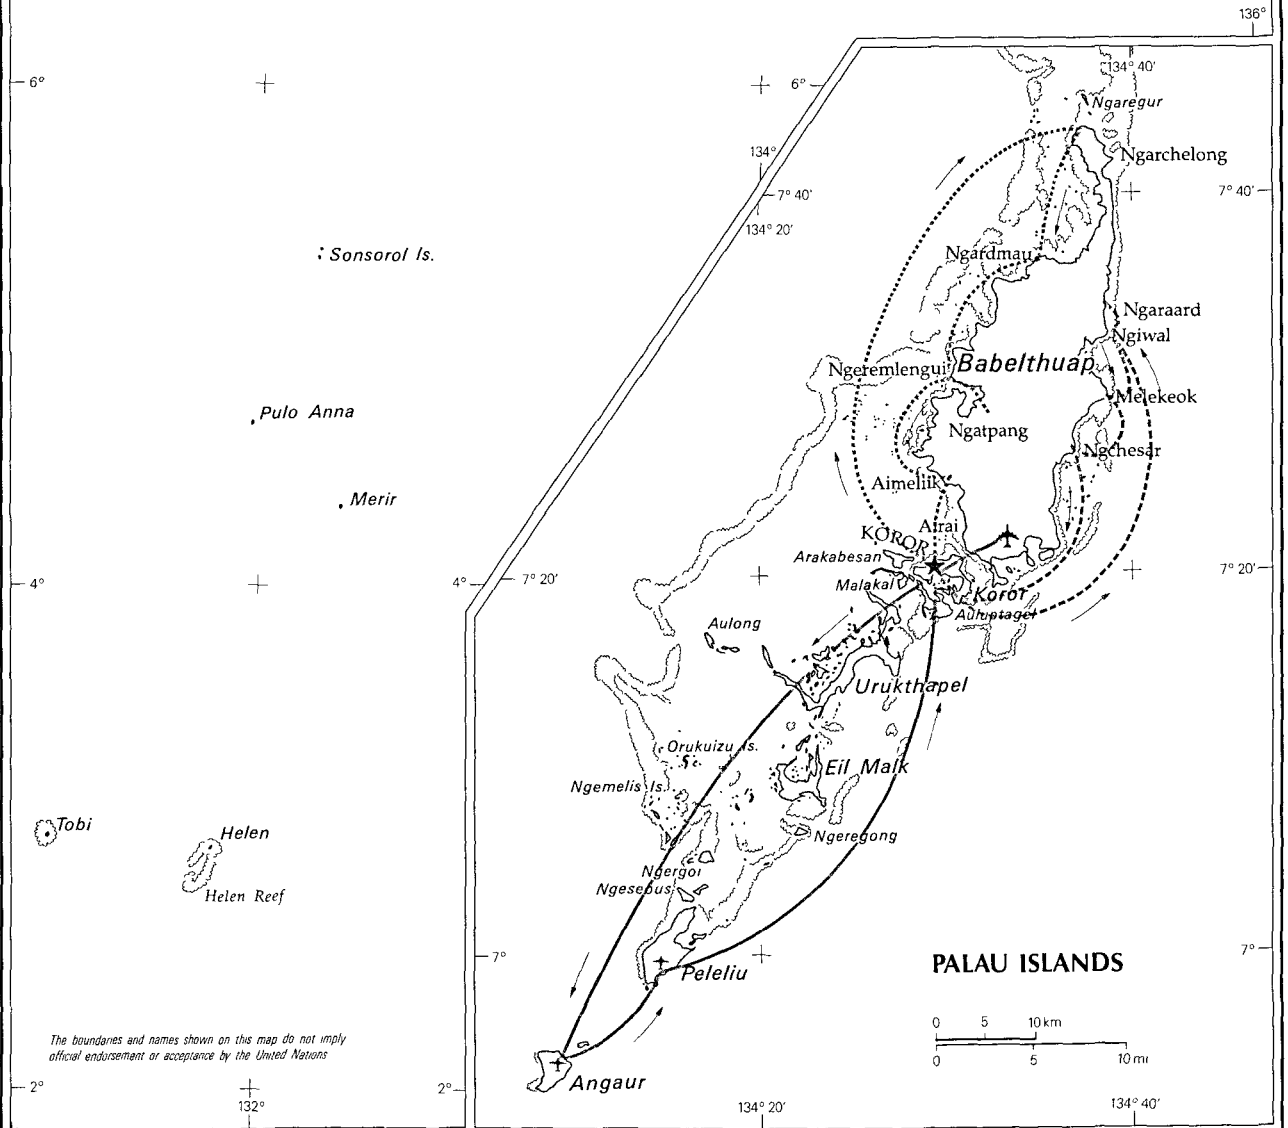 136°
6°
6°
134° 40'
Ngaregur
134°
Ngarchelong
7° 40'
7° 40'
134° 20'
Sonsorol Is.
Ngardmau
Ngaraard
Ngiwal
Babelthuap
Ngeremlengui
Melekeok
Pulo Anna
Ngatpang
Ngchesar
Aimeliik
Merir
Airai
KOROR
Arakabesan
4°
4°
7° 20'
7° 20'
Malakal
Koror
Auluptagel
Aulong
Urukthapel
Orukuizu Is.
Eil Malk
Ngemelis Is.
Tobi
Helen
Ngeregong
Ngergoi
Ngesebus
Helen Reef
7°
7°
PALAU ISLANDS
Peleliu
0 5 10 km
0 5 10 mi
The boundaries and names shown on this map do not imply
official endorsement or acceptance by the United Nations
Angaur
2°
2°
132°
134° 20'
134° 40'